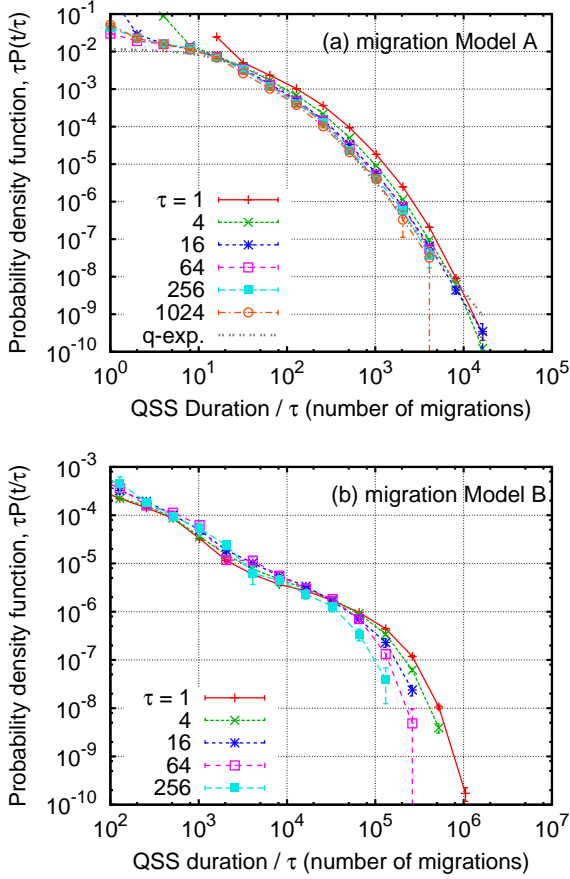 (a) migration Model A
Probability density function, τP(t/τ)
10^-1
10^-2
10^-3
10^-4
10^-5
10^-6
10^-7
10^-8
10^-9
10^-10
τ = 1
4
16
64
256
1024
q-exp.
10^0 10^1 10^2 10^3 10^4 10^5
QSS Duration / τ (number of migrations)
(b) migration Model B
Probability density function, τP(t/τ)
10^-3
10^-4
10^-5
10^-6
10^-7
10^-8
10^-9
10^-10
τ = 1
4
16
64
256
10^2 10^3 10^4 10^5 10^6 10^7
QSS duration / τ (number of migrations)